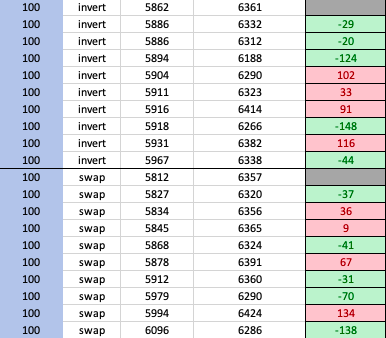 100 invert 5862 6361
100 invert 5886 6332 -29
100 invert 5886 6312 -20
100 invert 5894 6188 -124
100 invert 5904 6290 102
100 invert 5911 6323 33
100 invert 5916 6414 91
100 invert 5918 6266 -148
100 invert 5931 6382 116
100 invert 5967 6338 -44
100 swap 5812 6357
100 swap 5827 6320 -37
100 swap 5834 6356 36
100 swap 5845 6365 9
100 swap 5868 6324 -41
100 swap 5878 6391 67
100 swap 5912 6360 -31
100 swap 5979 6290 -70
100 swap 5994 6424 134
100 swap 6096 6286 -138